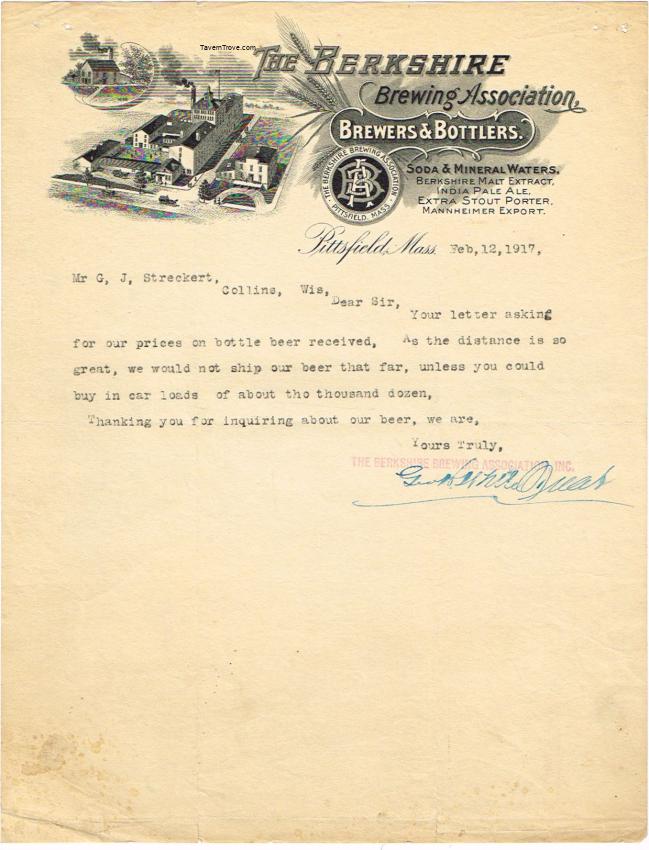 TavernTrove.com
THE BERKSHIRE
Brewing Association,
BREWERS & BOTTLERS.
THE BERKSHIRE BREWING ASSOCIATION
PITTSFIELD, MASS.
SODA & MINERAL WATERS,
BERKSHIRE MALT EXTRACT,
INDIA PALE ALE,
EXTRA STOUT PORTER,
MANNHEIMER EXPORT.
Pittsfield, Mass. Feb,12,1917,
Mr G, J, Streckert,
Collins, Wis,
Dear Sir,
Your letter asking
for our prices on bottle beer received, As the distance is so
great, we would not ship our beer that far, unless you could
buy in car loads of about tho thousand dozen,
Thanking you for inquiring about our beer, we are,
Yours Truly,
THE BERKSHIRE BREWING ASSOCIATION, INC.